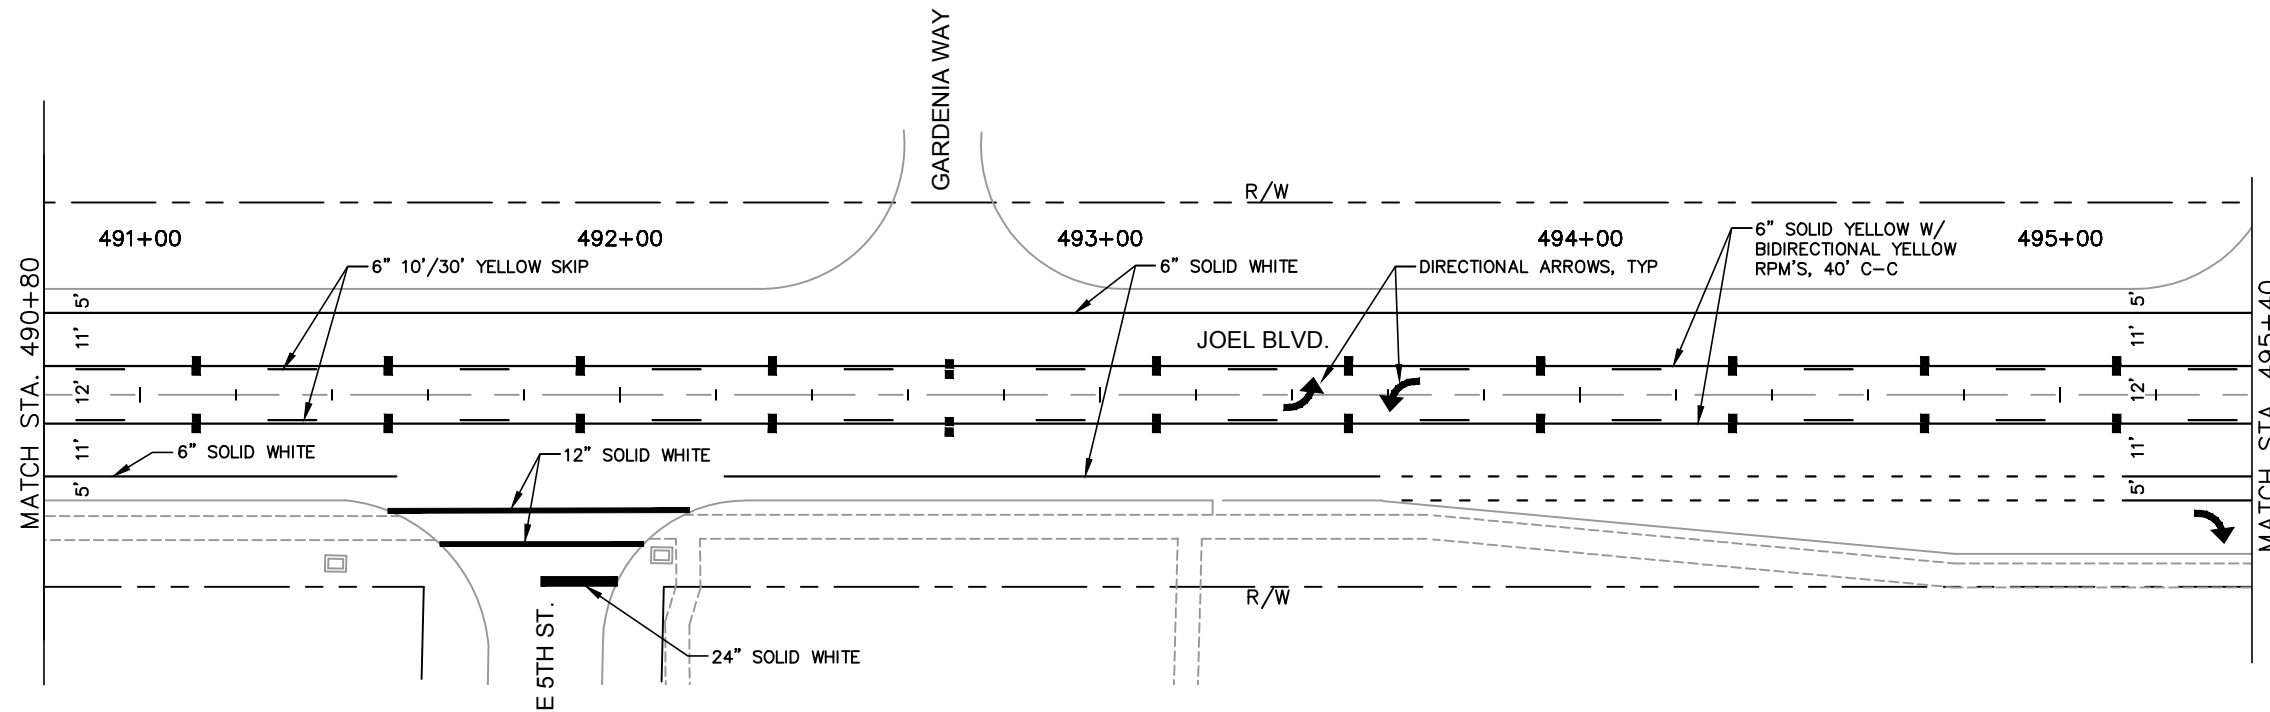 GARDENIA WAY
R/W
491+00
492+00
493+00
494+00
495+00
6" SOLID YELLOW W/
BIDIRECTIONAL YELLOW
RPM'S, 40' C-C
6" 10'/30' YELLOW SKIP
6" SOLID WHITE
DIRECTIONAL ARROWS, TYP
MATCH STA. 490+80
5'
11'
12'
11'
5'
JOEL BLVD.
5'
11'
12'
11'
5'
MATCH STA. 495+40
6" SOLID WHITE
12" SOLID WHITE
R/W
E 5TH ST.
24" SOLID WHITE